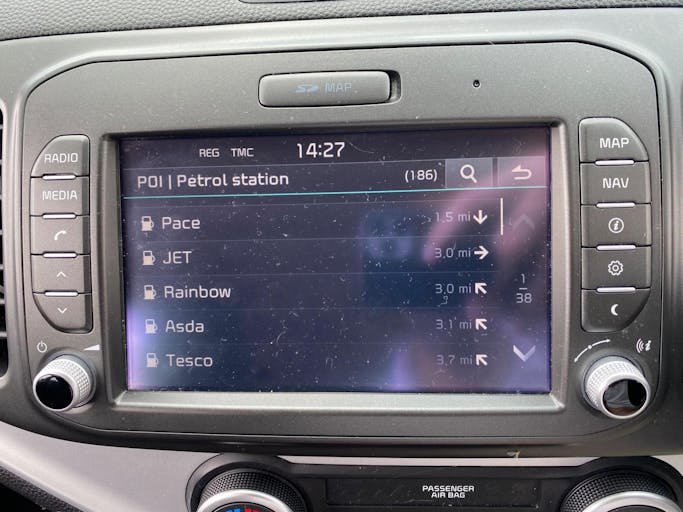 SD MAP
REG TMC 14:27
POI | Petrol station (186)
Pace 1.5 mi
JET 3.0 mi
Rainbow 3.0 mi
Asda 3.1 mi
Tesco 3.7 mi
1
38
RADIO
MEDIA
MAP
NAV
PASSENGER
AIR BAG